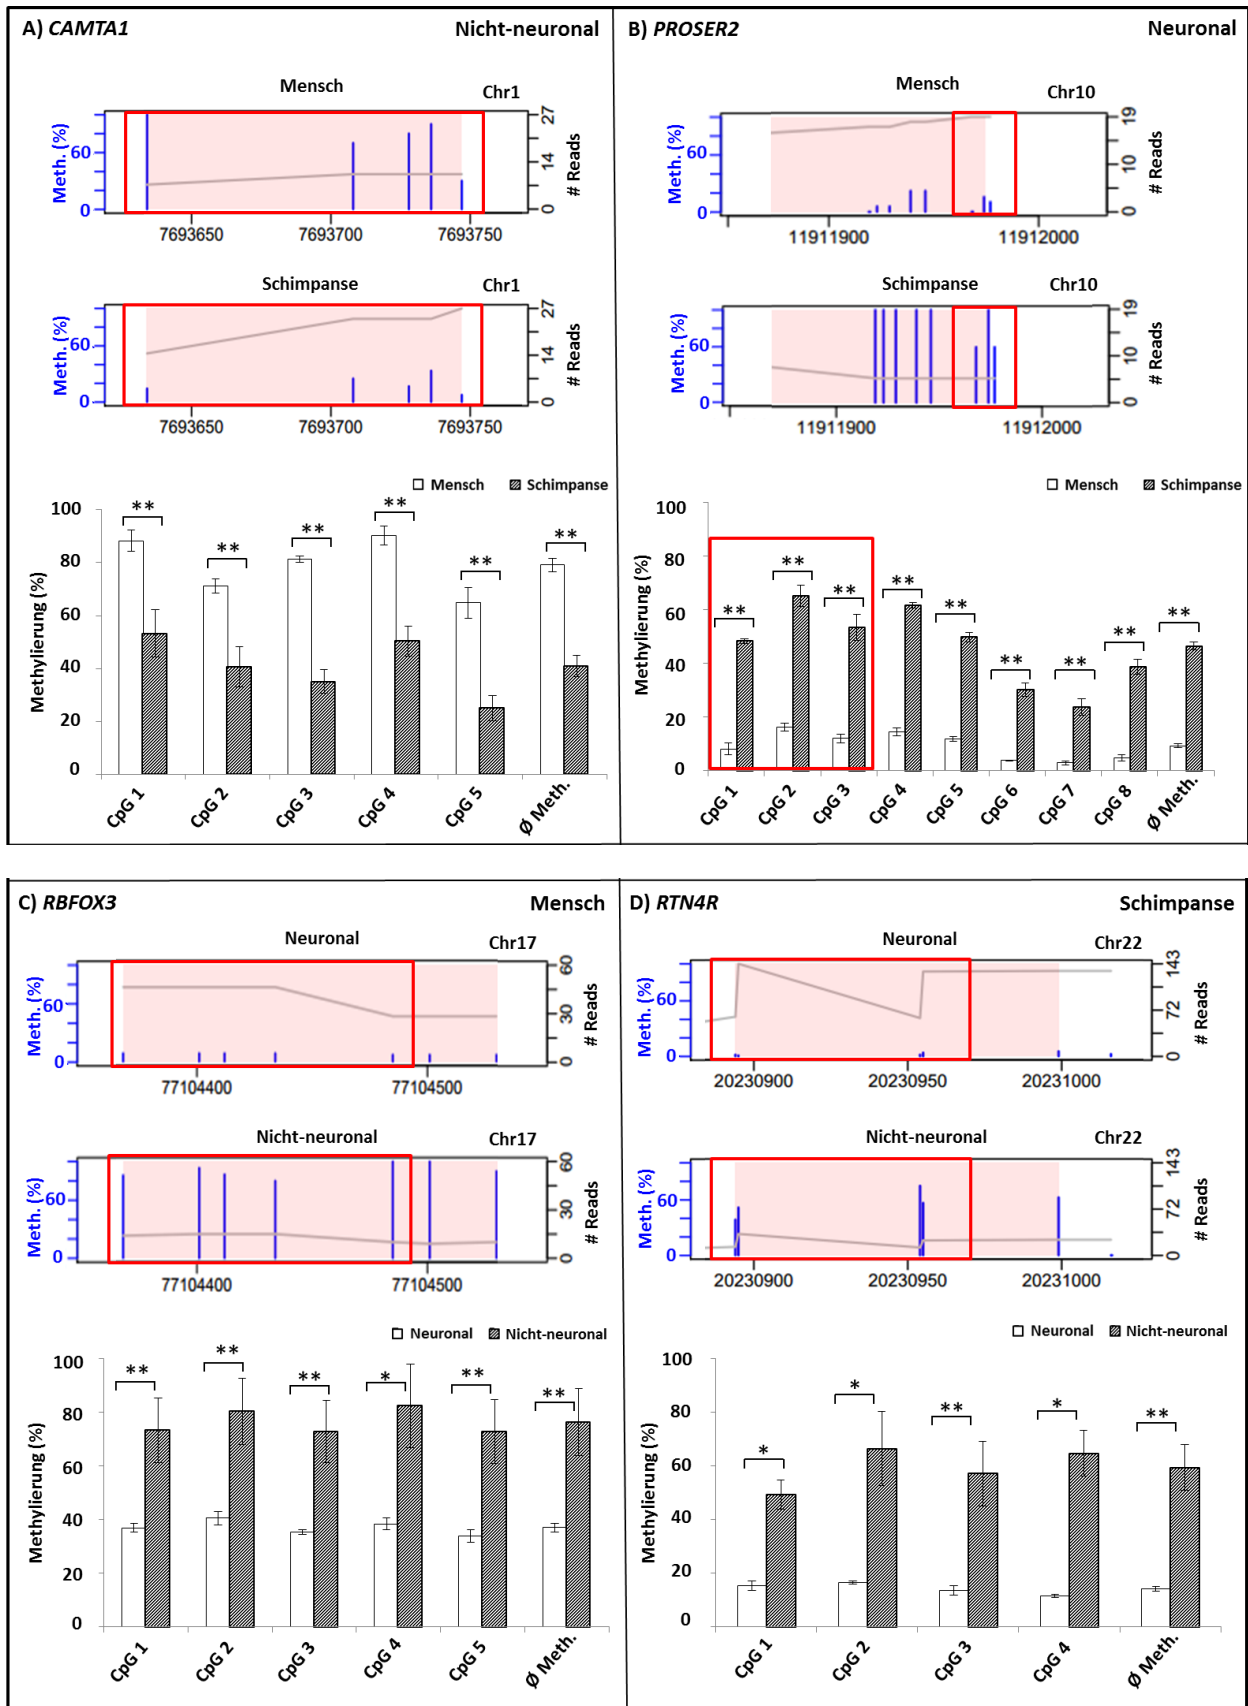 A) CAMTA1 Nicht-neuronal
Mensch Chr1
Meth. (%)
60
0
27
14
0
# Reads
7693650 7693700 7693750
Schimpanse Chr1
Meth. (%)
60
0
27
14
0
# Reads
7693650 7693700 7693750
Mensch Schimpanse
Methylierung (%)
100
80
60
40
20
0
** ** ** ** ** **
CpG 1 CpG 2 CpG 3 CpG 4 CpG 5 Ø Meth.
B) PROSER2 Neuronal
Mensch Chr10
Meth. (%)
60
0
19
10
0
# Reads
11911900 11912000
Schimpanse Chr10
Meth. (%)
60
0
19
10
0
# Reads
11911900 11912000
Mensch Schimpanse
Methylierung (%)
100
80
60
40
20
0
** ** ** ** ** ** ** ** **
CpG 1 CpG 2 CpG 3 CpG 4 CpG 5 CpG 6 CpG 7 CpG 8 Ø Meth.
C) RBFOX3 Mensch
Neuronal Chr17
Meth. (%)
60
0
60
30
0
# Reads
77104400 77104500
Nicht-neuronal Chr17
Meth. (%)
60
0
60
30
0
# Reads
77104400 77104500
Neuronal Nicht-neuronal
Methylierung (%)
100
80
60
40
20
0
** ** ** * ** **
CpG 1 CpG 2 CpG 3 CpG 4 CpG 5 Ø Meth.
D) RTN4R Schimpanse
Neuronal Chr22
Meth. (%)
60
0
143
72
0
# Reads
20230900 20230950 20231000
Nicht-neuronal Chr22
Meth. (%)
60
0
143
72
0
# Reads
20230900 20230950 20231000
Neuronal Nicht-neuronal
Methylierung (%)
100
80
60
40
20
0
* * ** * **
CpG 1 CpG 2 CpG 3 CpG 4 Ø Meth.